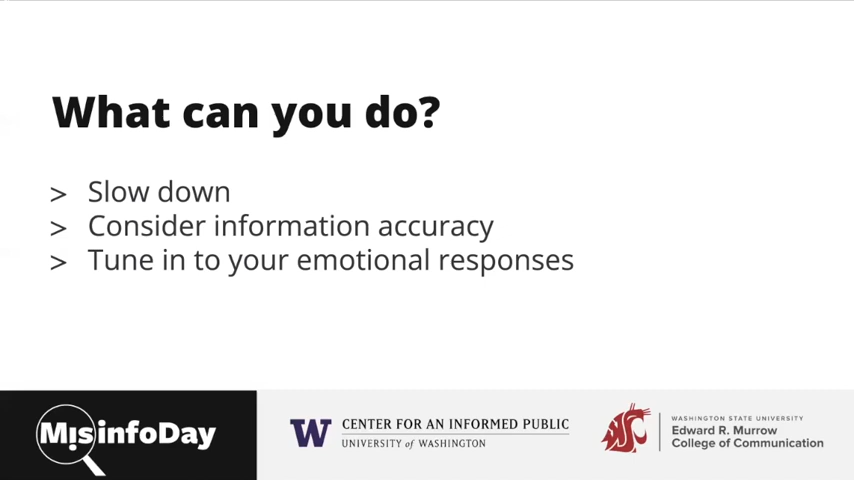 What can you do?
> Slow down
> Consider information accuracy
> Tune in to your emotional responses
MisinfoDay
W CENTER FOR AN INFORMED PUBLIC
UNIVERSITY of WASHINGTON
WASHINGTON STATE UNIVERSITY
Edward R. Murrow
College of Communication